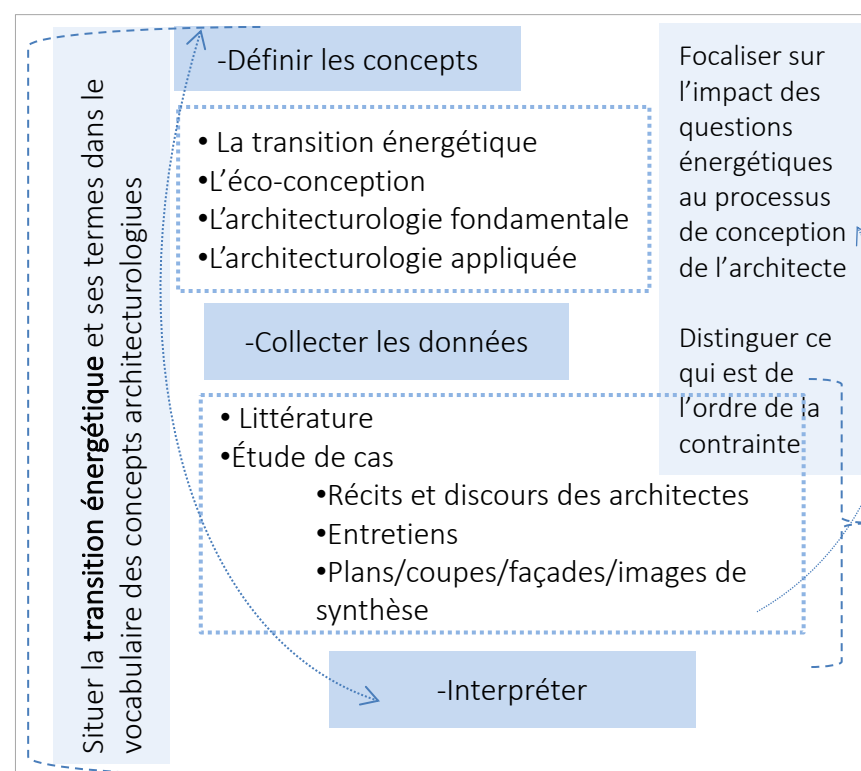 Situer la transition énergétique et ses termes dans le
vocabulaire des concepts architecturologiues
-Définir les concepts
• La transition énergétique
•L’éco-conception
•L’architecturologie fondamentale
•L’architecturologie appliquée
-Collecter les données
• Littérature
•Étude de cas
•Récits et discours des architectes
•Entretiens
•Plans/coupes/façades/images de
synthèse
-Interpréter
Focaliser sur
l’impact des
questions
énergétiques
au processus
de conception
de l’architecte
Distinguer ce
qui est de
l’ordre de la
contrainte